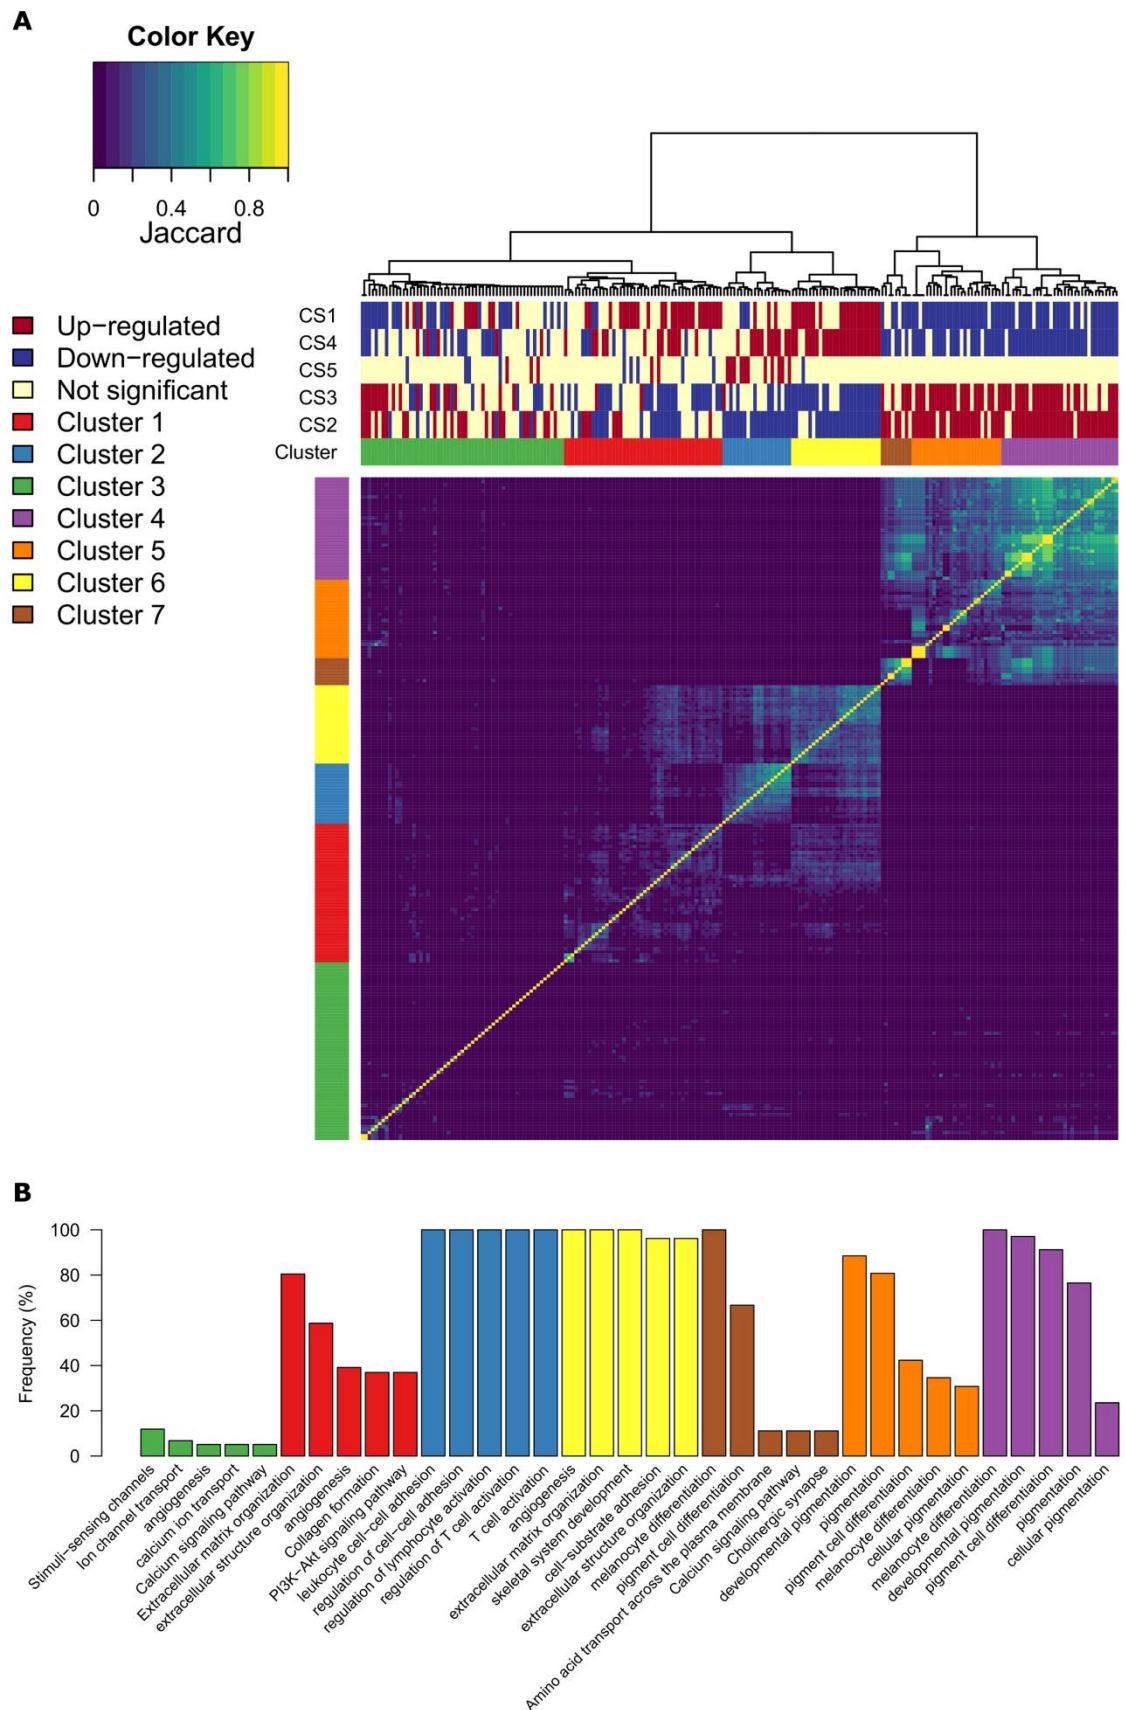 A
Color Key
0
0.4
0.8
Jaccard
Up−regulated
Down−regulated
Not significant
Cluster 1
Cluster 2
Cluster 3
Cluster 4
Cluster 5
Cluster 6
Cluster 7
CS1
CS4
CS5
CS3
CS2
Cluster
B
Frequency (%)
100
80
60
40
20
0
Stimuli−sensing channels
Ion channel transport
angiogenesis
calcium ion transport
Calcium signaling pathway
Extracellular matrix organization
extracellular structure organization
angiogenesis
Collagen formation
PI3K−Akt signaling pathway
leukocyte cell−cell adhesion
regulation of cell−cell adhesion
regulation of lymphocyte activation
regulation of T cell activation
T cell activation
angiogenesis
extracellular matrix organization
skeletal system development
cell−substrate adhesion
extracellular structure organization
melanocyte differentiation
pigment cell differentiation
Amino acid transport across the plasma membrane
Calcium signaling pathway
Cholinergic synapse
developmental pigmentation
pigmentation
pigment cell differentiation
melanocyte differentiation
cellular pigmentation
melanocyte differentiation
developmental pigmentation
pigment cell differentiation
pigmentation
cellular pigmentation